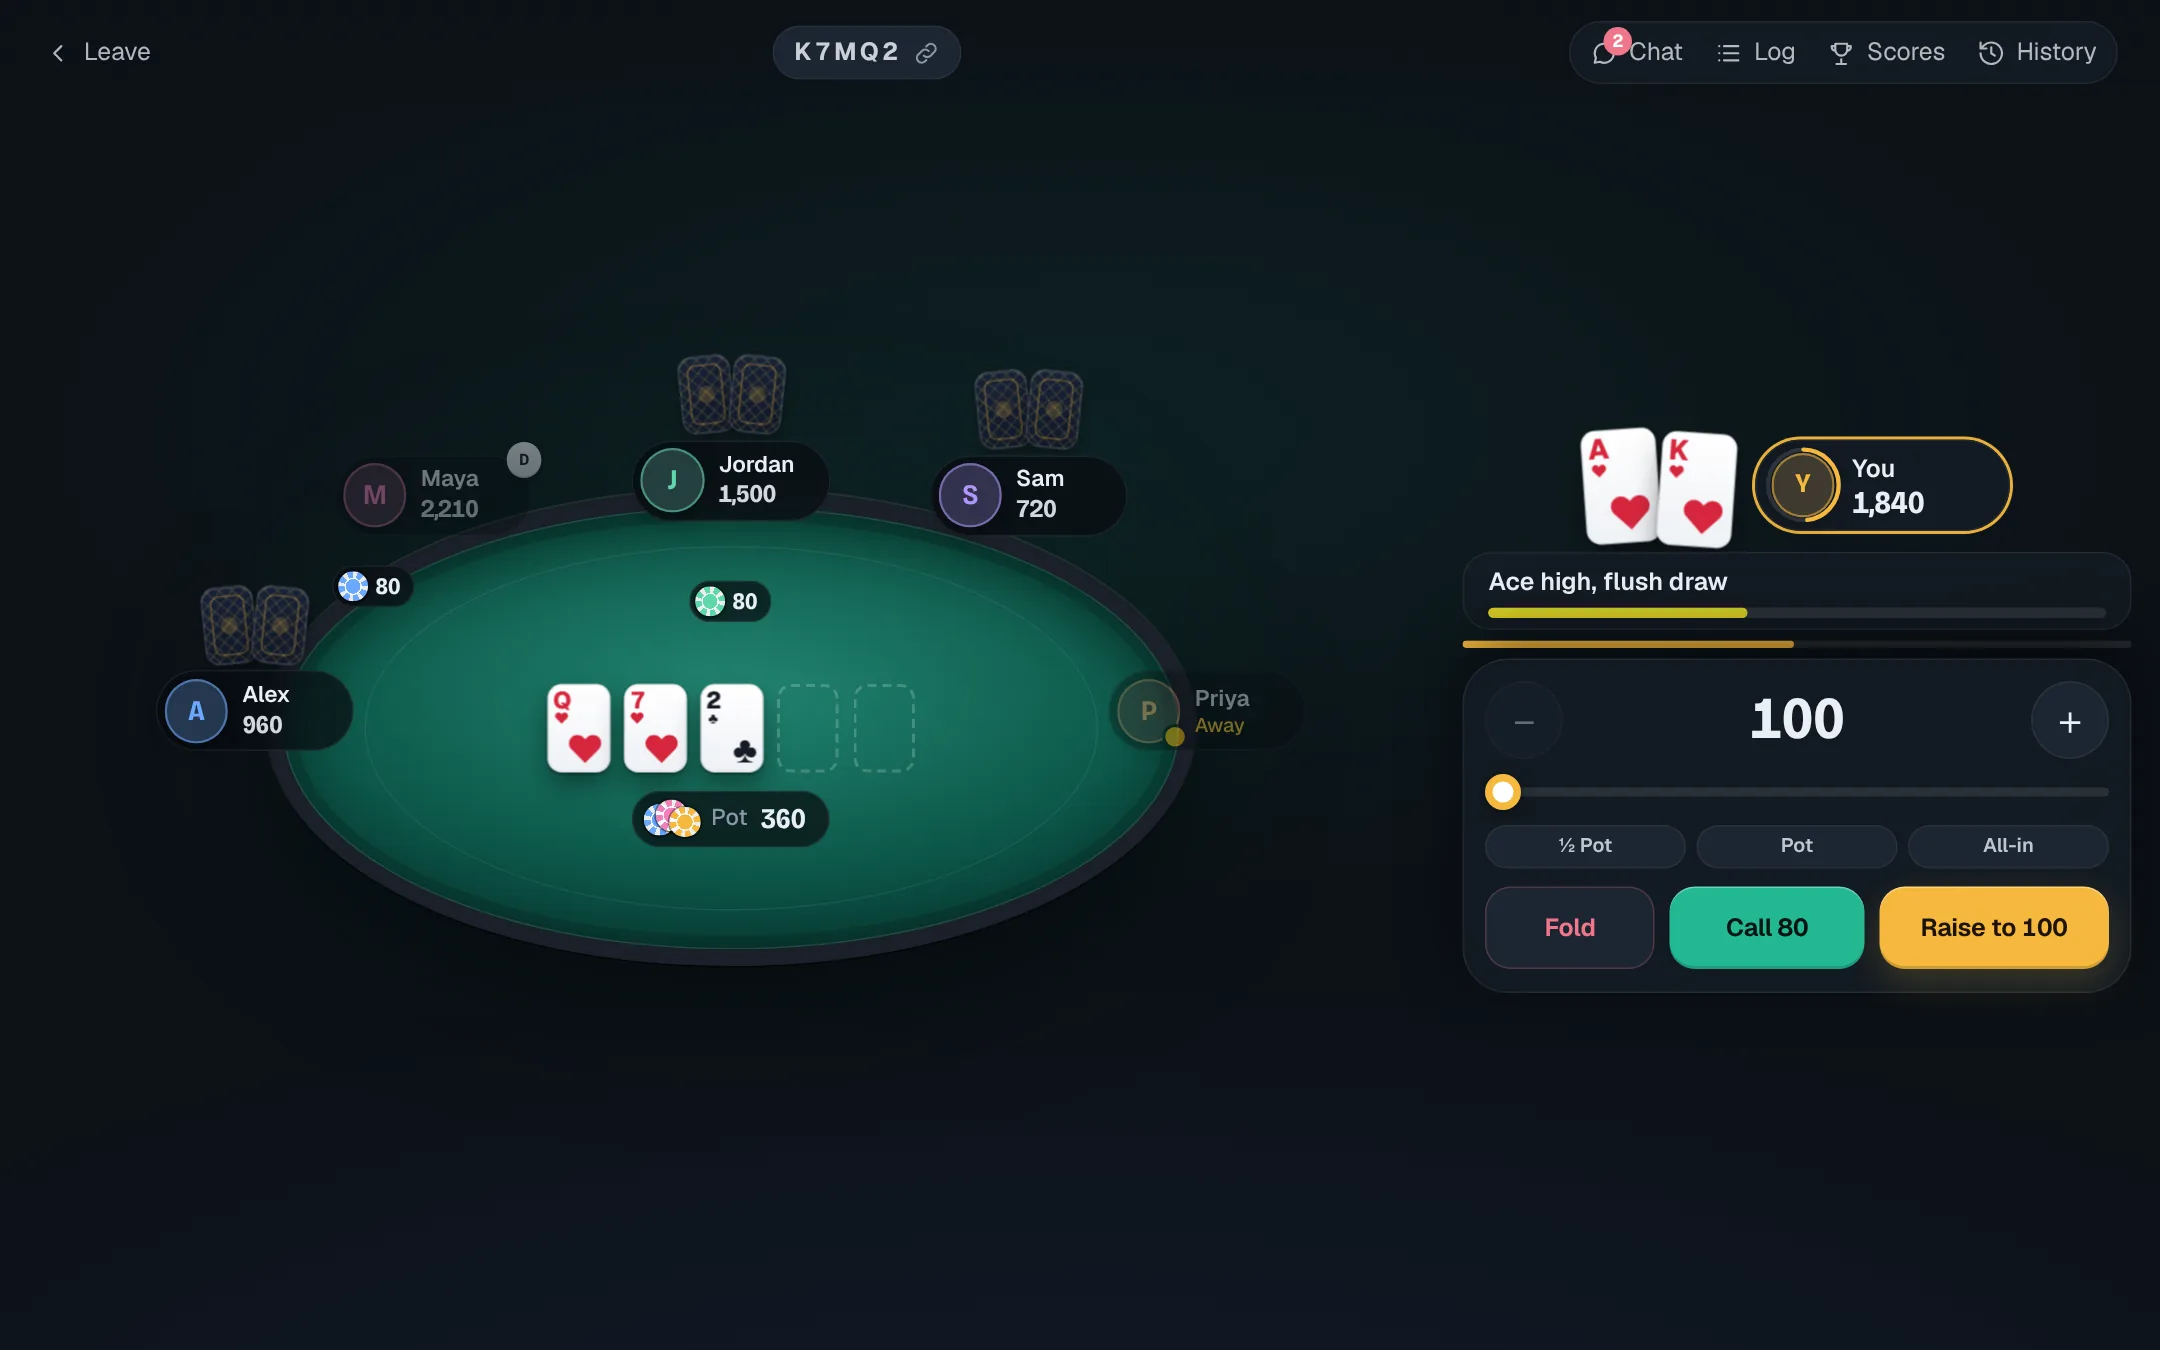 Leave
K7MQ2
2
Chat
Log
Scores
History
M
Maya
2,210
D
J
Jordan
1,500
S
Sam
720
A
K
Y
You
1,840
80
80
Ace high, flush draw
A
Alex
960
Q
7
2
P
Priya
Away
Pot 360
−
100
+
½ Pot
Pot
All-in
Fold
Call 80
Raise to 100